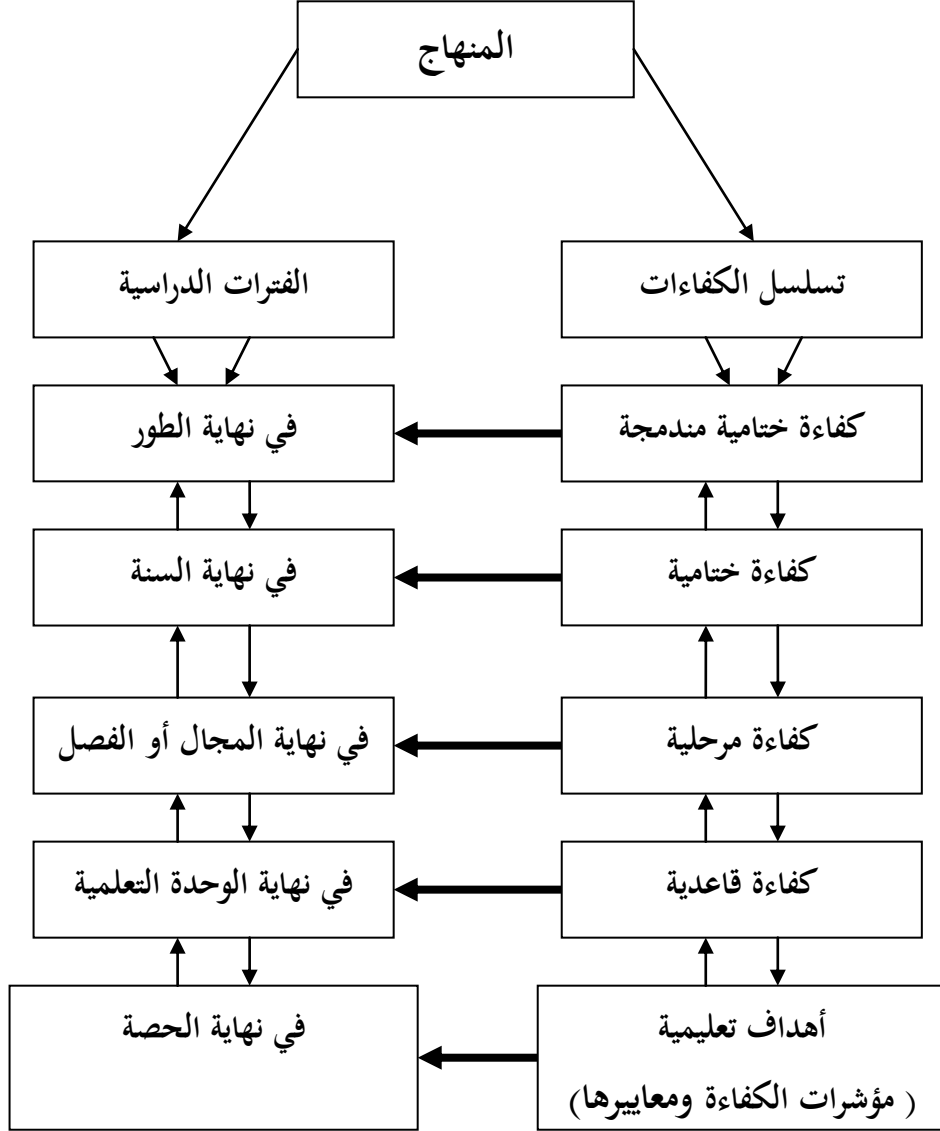 المنهاج
تسلسل الكفاءات
الفترات الدراسية
كفاءة ختامية مندمجة
في نهاية الطور
كفاءة ختامية
في نهاية السنة
كفاءة مرحلية
في نهاية المجال أو الفصل
كفاءة قاعدية
في نهاية الوحدة التعلمية
أهداف تعليمية
( مؤشرات الكفاءة ومعاييرها)
في نهاية الحصة